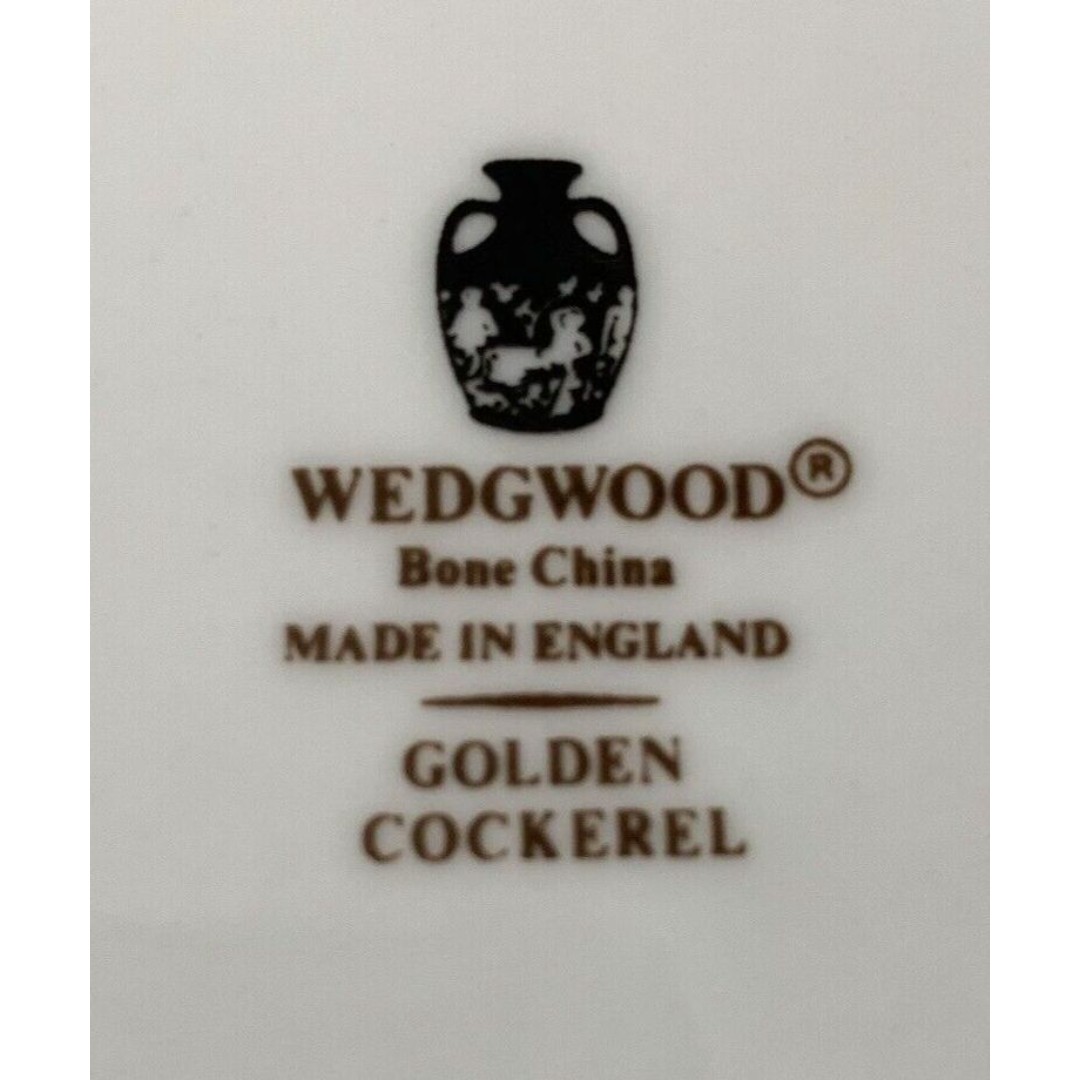 WEDGWOOD®
Bone China
MADE IN ENGLAND
GOLDEN
COCKEREL